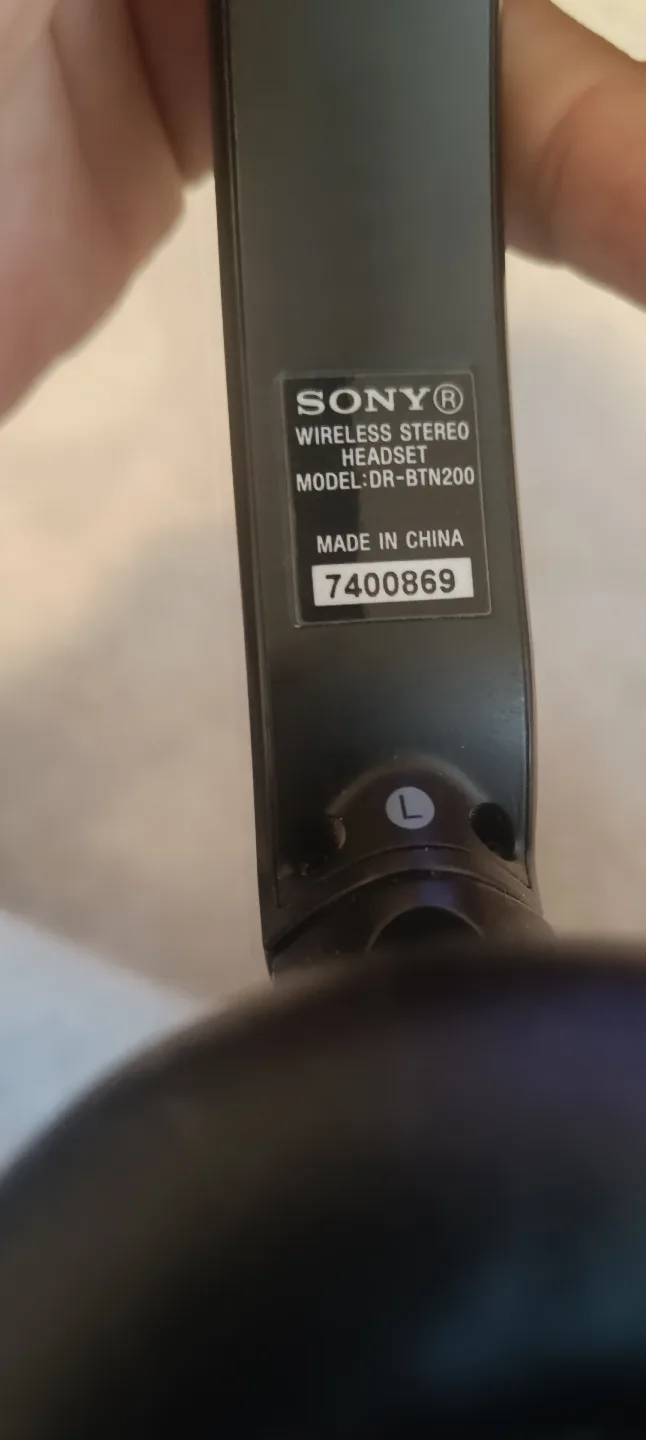 SONY®
WIRELESS STEREO
HEADSET
MODEL:DR-BTN200
MADE IN CHINA
7400869
L